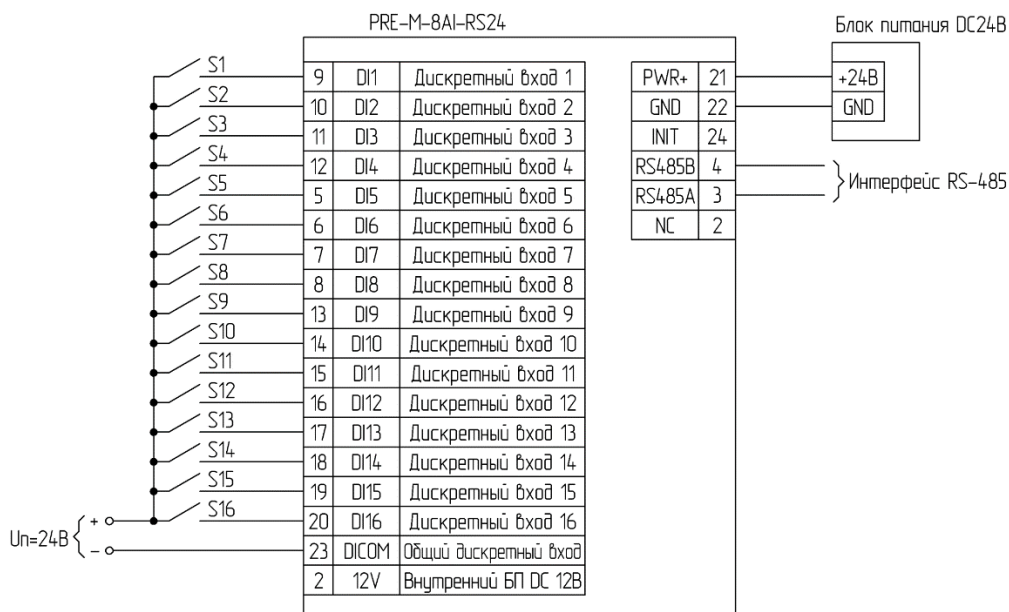 PRE-M-8AI-RS24
Блок питания DC24В
S1 9 DI1 Дискретный вход 1 PWR+ 21 +24В
S2 10 DI2 Дискретный вход 2 GND 22 GND
S3 11 DI3 Дискретный вход 3 INIT 24
S4 12 DI4 Дискретный вход 4 RS485B 4
Интерфейс RS-485
S5 5 DI5 Дискретный вход 5 RS485A 3
S6 6 DI6 Дискретный вход 6 NC 2
S7 7 DI7 Дискретный вход 7
S8 8 DI8 Дискретный вход 8
S9 13 DI9 Дискретный вход 9
S10 14 DI10 Дискретный вход 10
S11 15 DI11 Дискретный вход 11
S12 16 DI12 Дискретный вход 12
S13 17 DI13 Дискретный вход 13
S14 18 DI14 Дискретный вход 14
S15 19 DI15 Дискретный вход 15
S16 20 DI16 Дискретный вход 16
Uп=24В + −
23 DICOM Общий дискретный вход
2 12V Внутренний БП DC 12В